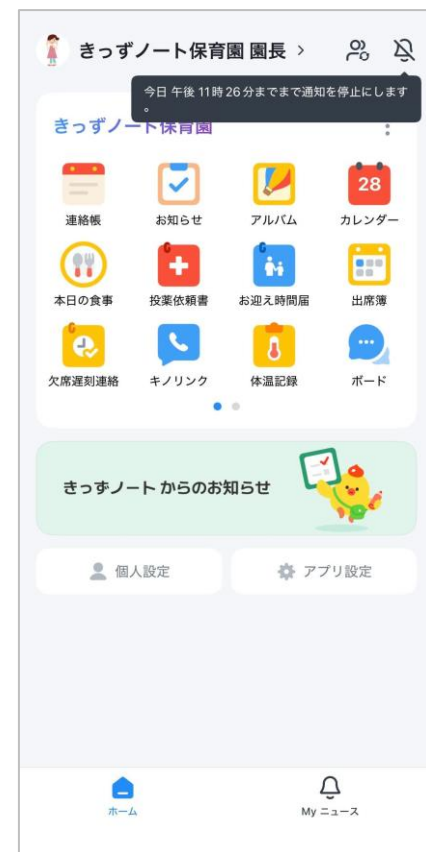 きっずノート保育園 園長 >
今日 午後 11時 26 分までまで通知を停止にします
。
きっずノート保育園
28
連絡帳 お知らせ アルバム カレンダー
本日の食事 投薬依頼書 お迎え時間届 出席簿
欠席遅刻連絡 キノリンク 体温記録 ボード
きっずノート からのお知らせ
個人設定 アプリ設定
ホーム My ニュース